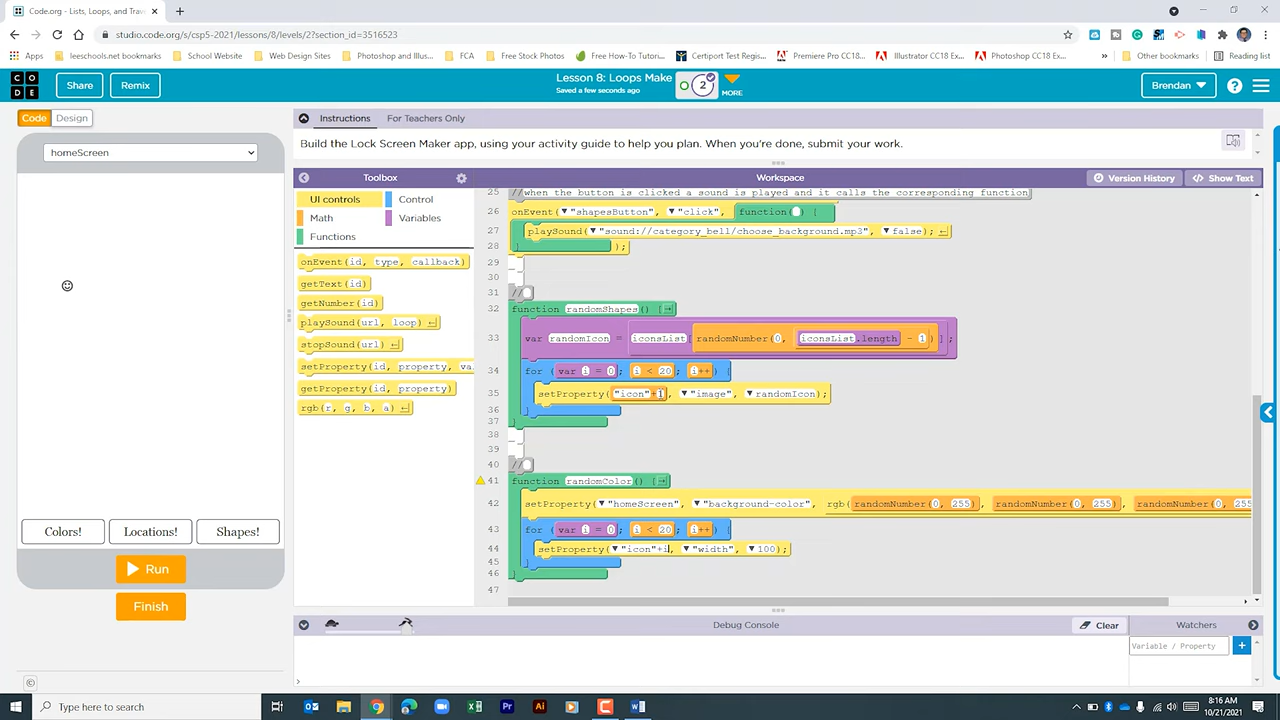 Code.org - Lists, Loops, and Trav
studio.code.org/s/csp5-2021/lessons/8/levels/2?section_id=3516523
Apps leeschools.net bookmarks School Website Web Design Sites Photoshop and Illus... FCA Free Stock Photos Free How-To Tutori... Certiport Test Regis... Premiere Pro CC18... Illustrator CC18 Ex... Photoshop CC18 Exa... » Other bookmarks Reading list
CO
DE
Share Remix Lesson 8: Loops Make 2 MORE Brendan
Saved a few seconds ago
Code Design Instructions For Teachers Only
homeScreen
Build the Lock Screen Maker app, using your activity guide to help you plan. When you're done, submit your work.
Toolbox Workspace Version History Show Text
UI controls Control
Math Variables
Functions
onEvent(id, type, callback)
getText(id)
getNumber(id)
playSound(url, loop)
stopSound(url)
setProperty(id, property, va
getProperty(id, property)
rgb(r, g, b, a)
25 //when the button is clicked a sound is played and it calls the corresponding function
26 onEvent("shapesButton", "click", function() {
27 playSound("sound://category_bell/choose_background.mp3", false);
28 });
29
30
31 //
32 function randomShapes() {
33 var randomIcon = iconsList[randomNumber(0, iconsList.length - 1)];
34 for (var i = 0; i < 20; i++) {
35 setProperty("icon"+i, "image", randomIcon);
36
37
38
39
40 //
41 function randomColor() {
42 setProperty("homeScreen", "background-color", rgb(randomNumber(0, 255), randomNumber(0, 255), randomNumber(0, 255
43 for (var i = 0; i < 20; i++) {
44 setProperty("icon"+i, "width", 100);
45
46
47
Colors! Locations! Shapes!
Run
Finish
Debug Console Clear Watchers
Variable / Property
Type here to search
8:16 AM
10/21/2021